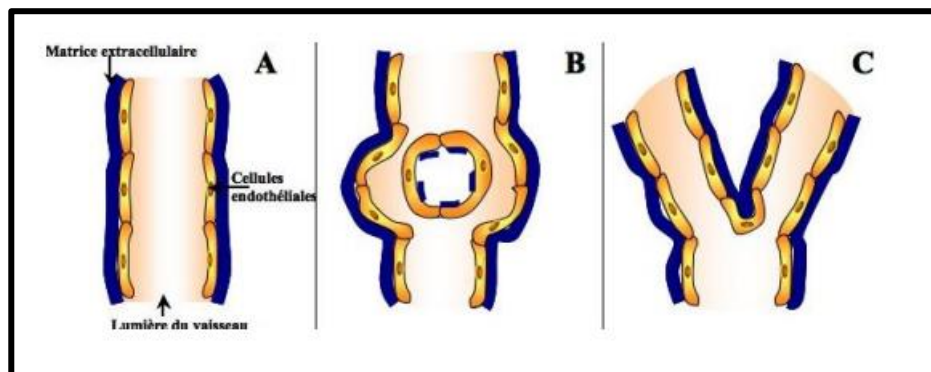 Matrice extracellulaire
A
B
C
Cellules
endothéliales
Lumière du vaisseau